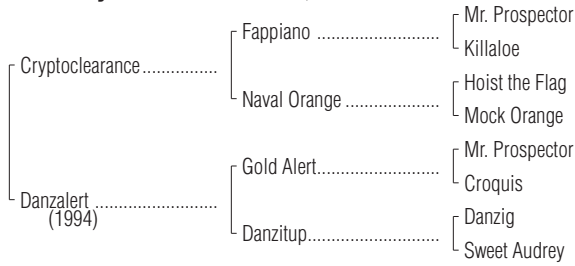 Mr. Prospector
Fappiano ......................
Killaloe
Cryptoclearance................
Hoist the Flag
Naval Orange .................
Mock Orange
Mr. Prospector
Gold Alert......................
Croquis
Danzalert ......................
(1994)
Danzig
Danzitup........................
Sweet Audrey